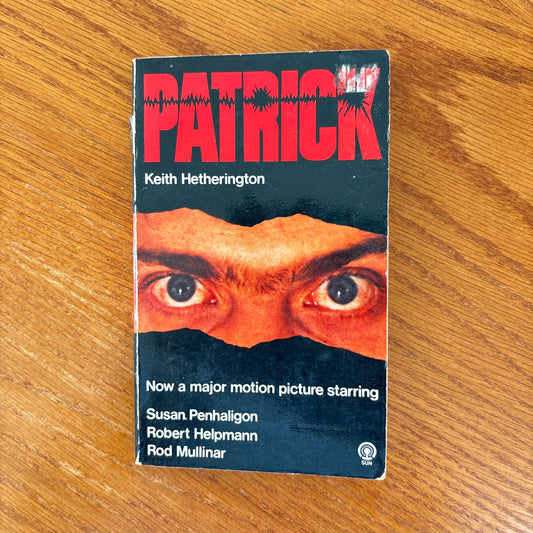 PATRICK
Keith Hetherington
Now a major motion picture starring
Susan Penhaligon
Robert Helpmann
Rod Mullinar
SUN